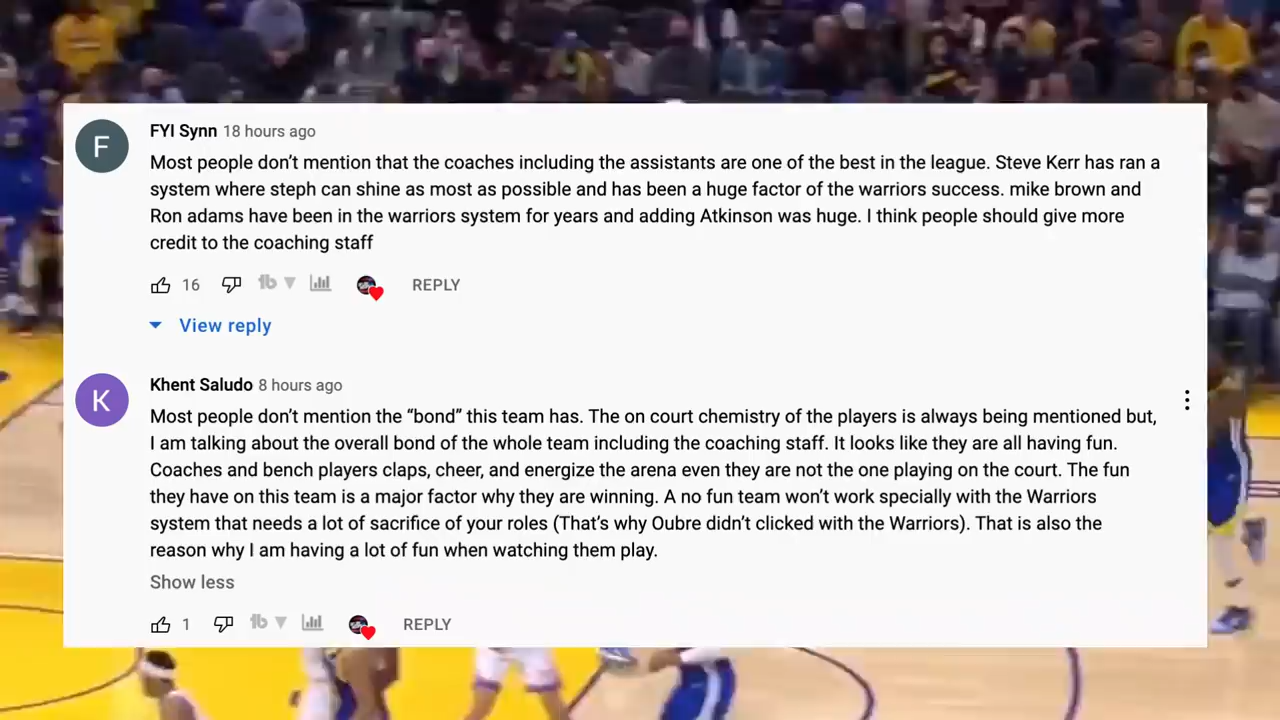 FYI Synn 18 hours ago
Most people don’t mention that the coaches including the assistants are one of the best in the league. Steve Kerr has ran a
system where steph can shine as most as possible and has been a huge factor of the warriors success. mike brown and
Ron adams have been in the warriors system for years and adding Atkinson was huge. I think people should give more
credit to the coaching staff
16 REPLY
View reply
Khent Saludo 8 hours ago
Most people don’t mention the “bond” this team has. The on court chemistry of the players is always being mentioned but,
I am talking about the overall bond of the whole team including the coaching staff. It looks like they are all having fun.
Coaches and bench players claps, cheer, and energize the arena even they are not the one playing on the court. The fun
they have on this team is a major factor why they are winning. A no fun team won’t work specially with the Warriors
system that needs a lot of sacrifice of your roles (That’s why Oubre didn’t clicked with the Warriors). That is also the
reason why I am having a lot of fun when watching them play.
Show less
1 REPLY
F
K
tb
tb